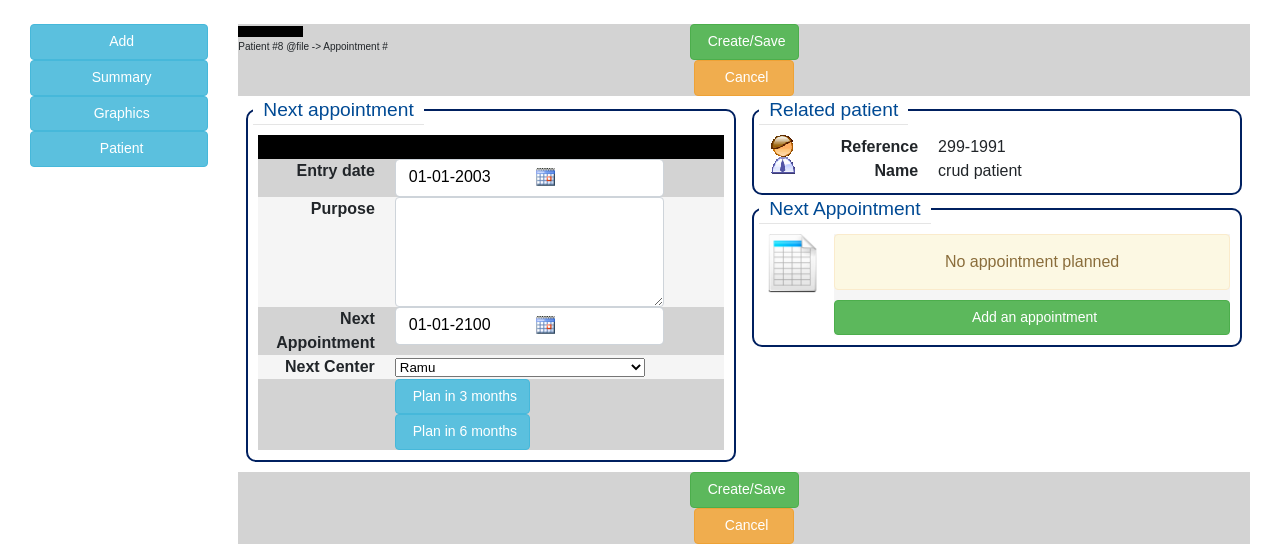 Add
Summary
Graphics
Patient
Patient #8 @file -> Appointment #
Create/Save
Cancel
Next appointment
Entry date 01-01-2003
Purpose
Next Appointment 01-01-2100
Next Center Ramu
Plan in 3 months
Plan in 6 months
Related patient
Reference 299-1991
Name crud patient
Next Appointment
No appointment planned
Add an appointment
Create/Save
Cancel